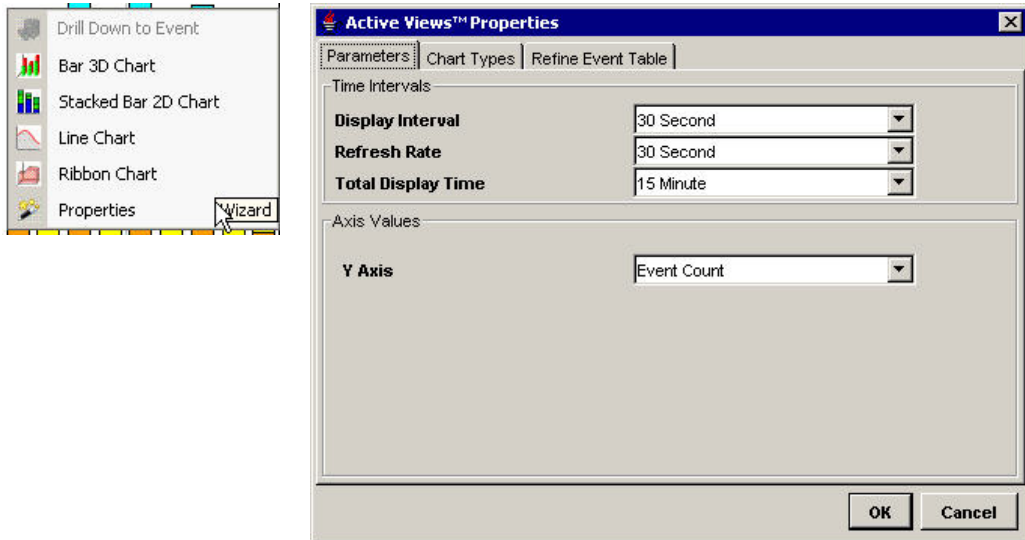 Drill Down to Event
Bar 3D Chart
Stacked Bar 2D Chart
Line Chart
Ribbon Chart
Properties
Wizard
Active Views™ Properties
Parameters
Chart Types
Refine Event Table
Time Intervals
Display Interval
30 Second
Refresh Rate
30 Second
Total Display Time
15 Minute
Axis Values
Y Axis
Event Count
OK
Cancel